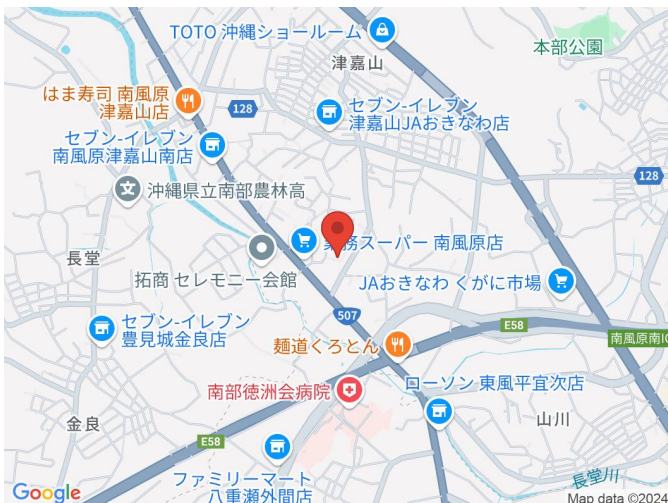 TOTO 沖縄ショールーム
本部公園
津嘉山
はま寿司 南風原
津嘉山店
128
セブン-イレブン
津嘉山JAおきなわ店
セブン-イレブン
南風原津嘉山南店
128
沖縄県立南部農林高
長堂
業務スーパー 南風原店
拓商 セレモニー会館
JAおきなわ くがに市場
507
E58
セブン-イレブン
豊見城金良店
麺道くろとん
南風原南IC
南部徳洲会病院
ローソン 東風平宜次店
金良
山川
E58
ファミリーマート
八重瀬外間店
長堂川
Google
Map data ©2024